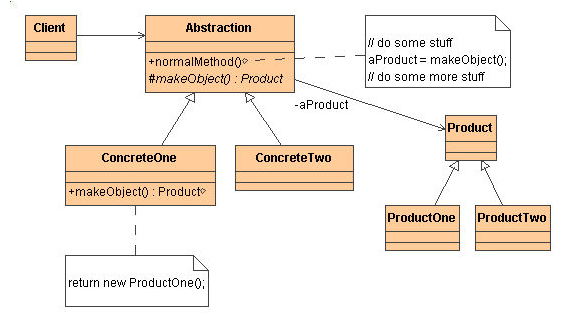 Client
Abstraction
+normalMethod()
#makeObject() : Product
// do some stuff
aProduct = makeObject();
// do some more stuff
-aProduct
Product
ConcreteOne
+makeObject() : Product
ConcreteTwo
ProductOne
ProductTwo
return new ProductOne();